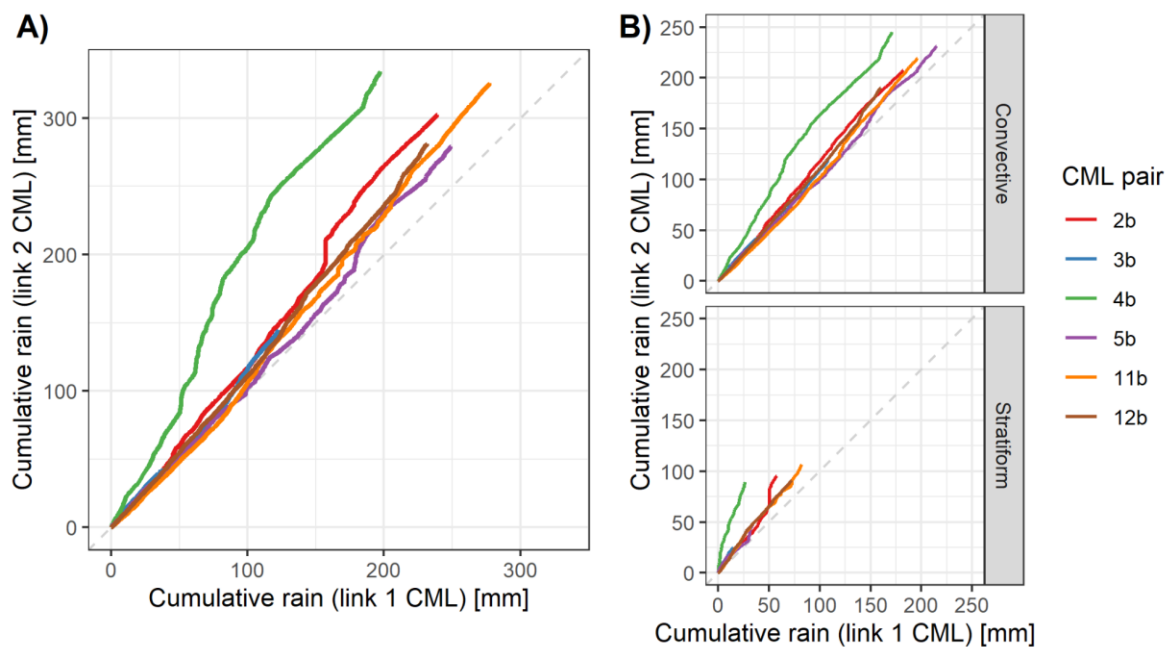 A)
Cumulative rain (link 2 CML) [mm]
300
200
100
0
0 100 200 300
Cumulative rain (link 1 CML) [mm]
B)
Cumulative rain (link 2 CML) [mm]
250
200
150
100
50
0
Convective
250
200
150
100
50
0
Stratiform
0 50 100 150 200 250
Cumulative rain (link 1 CML) [mm]
CML pair
2b
3b
4b
5b
11b
12b